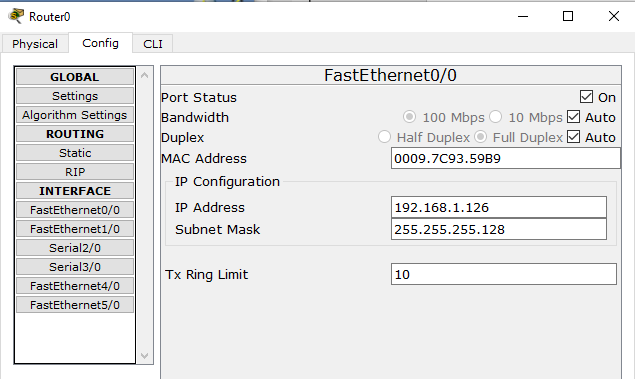 Router0
Physical Config CLI
GLOBAL
Settings
Algorithm Settings
ROUTING
Static
RIP
INTERFACE
FastEthernet0/0
FastEthernet1/0
Serial2/0
Serial3/0
FastEthernet4/0
FastEthernet5/0
FastEthernet0/0
Port Status On
Bandwidth 100 Mbps 10 Mbps Auto
Duplex Half Duplex Full Duplex Auto
MAC Address 0009.7C93.59B9
IP Configuration
IP Address 192.168.1.126
Subnet Mask 255.255.255.128
Tx Ring Limit 10